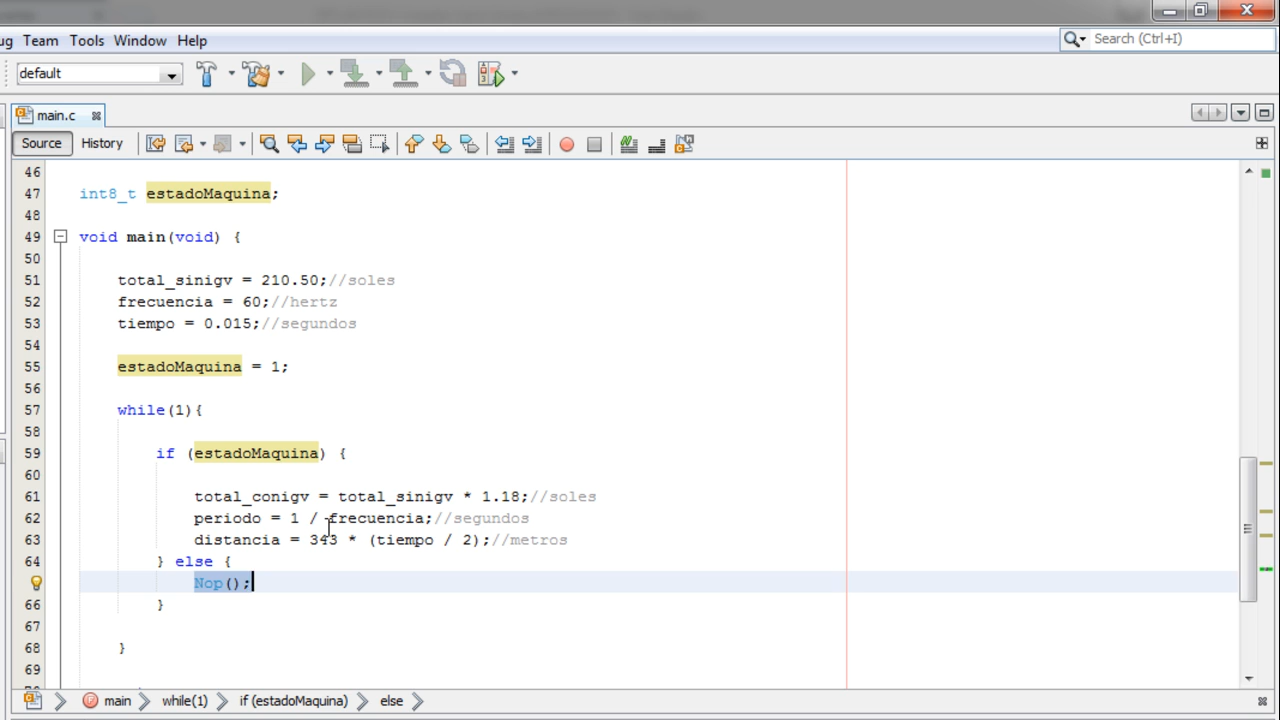 Team Tools Window Help
Search (Ctrl+I)
default
main.c
Source History
46
47 int8_t estadoMaquina;
48
49 void main(void) {
50
51 total_sinigv = 210.50;//soles
52 frecuencia = 60;//hertz
53 tiempo = 0.015;//segundos
54
55 estadoMaquina = 1;
56
57 while(1){
58
59 if (estadoMaquina) {
60
61 total_conigv = total_sinigv * 1.18;//soles
62 periodo = 1 / frecuencia;//segundos
63 distancia = 343 * (tiempo / 2);//metros
64 } else {
Nop();
66 }
67
68 }
69
main while(1) if (estadoMaquina) else